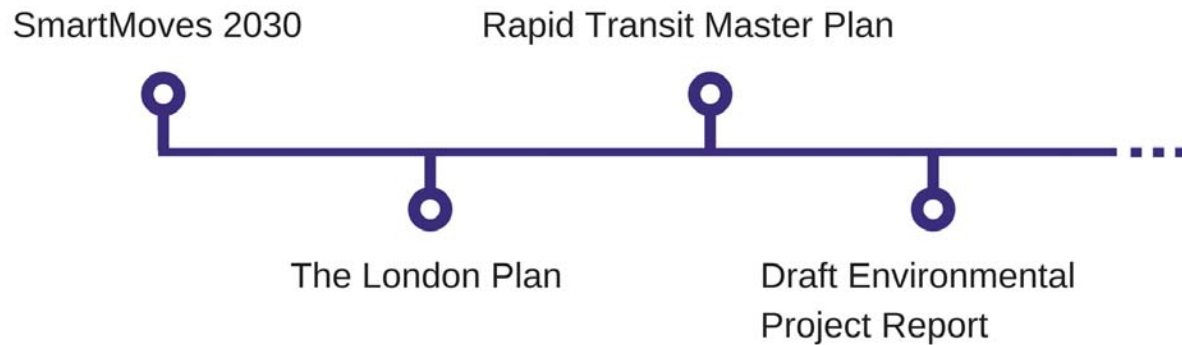 SmartMoves 2030
Rapid Transit Master Plan
The London Plan
Draft Environmental
Project Report